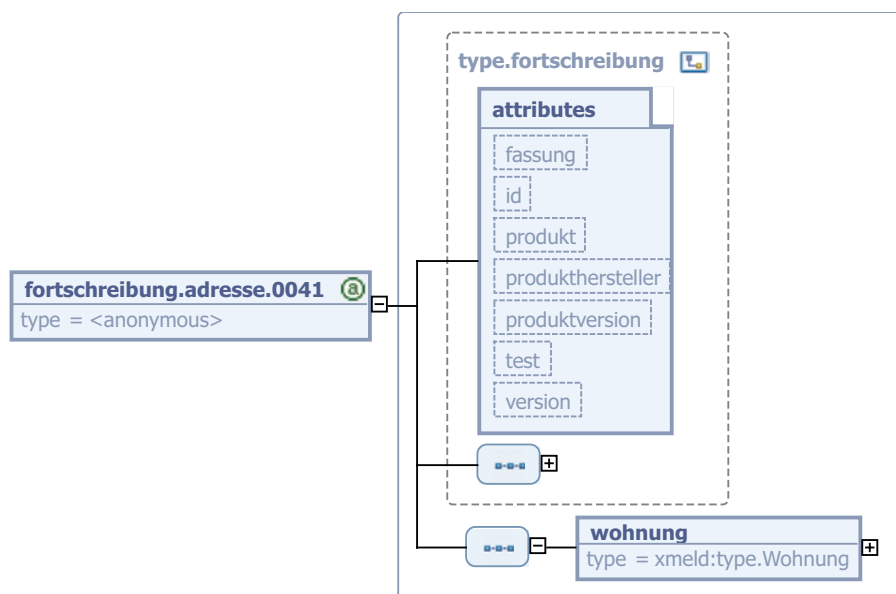 type.fortschreibung
attributes
fassung
id
produkt
produkthersteller
produktversion
test
version
fortschreibung.adresse.0041
type = <anonymous>
wohnung
type = xmeld:type.Wohnung